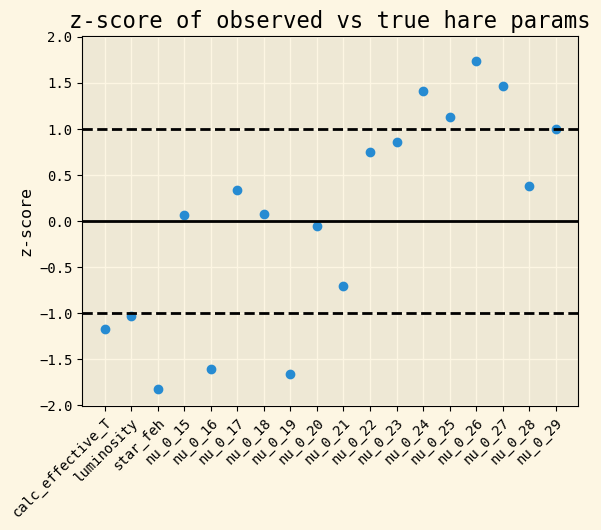 z-score of observed vs true hare params
2.0
1.5
1.0
0.5
0.0
−0.5
−1.0
−1.5
−2.0
z-score
calc_effective_T
luminosity
star_feh
nu_0_15
nu_0_16
nu_0_17
nu_0_18
nu_0_19
nu_0_20
nu_0_21
nu_0_22
nu_0_23
nu_0_24
nu_0_25
nu_0_26
nu_0_27
nu_0_28
nu_0_29